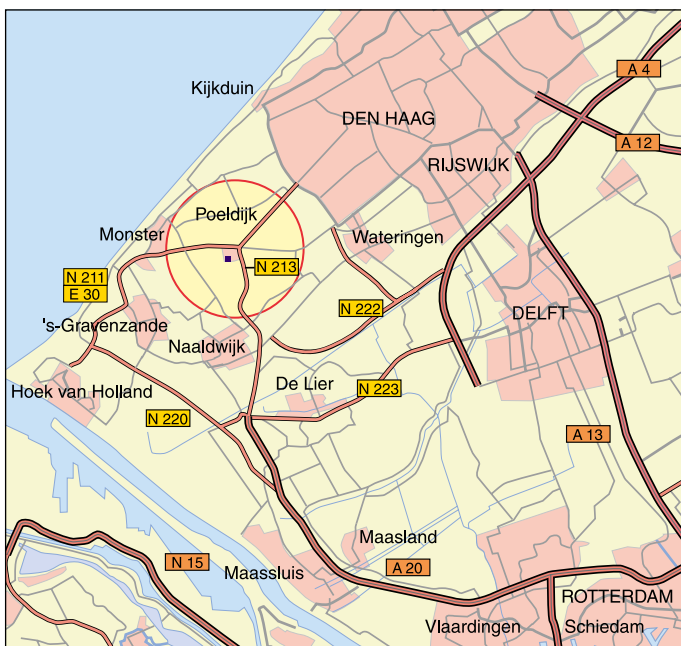 A 4
Kijkduin
DEN HAAG
A 12
RIJSWIJK
Poeldijk
Monster
Wateringen
N 213
N 211
E 30
N 222
DELFT
's-Gravenzande
Naaldwijk
De Lier
Hoek van Holland
N 223
N 220
A 13
Maasland
N 15
A 20
Maassluis
ROTTERDAM
Vlaardingen
Schiedam